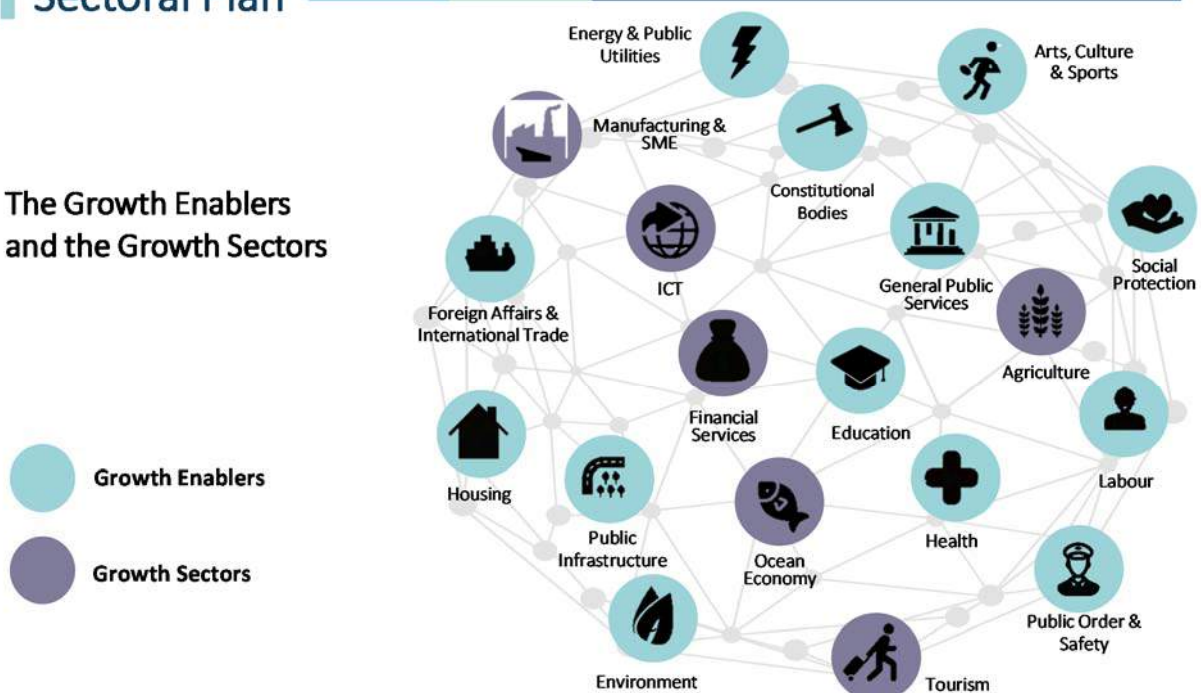 Sectoral Plan
The Growth Enablers
and the Growth Sectors
Growth Enablers
Growth Sectors
Energy & Public
Utilities
Arts, Culture
& Sports
Manufacturing &
SME
Constitutional
Bodies
Social
Protection
ICT
General Public
Services
Foreign Affairs &
International Trade
Agriculture
Financial
Services
Education
Labour
Housing
Public
Infrastructure
Ocean
Economy
Health
Public Order &
Safety
Environment
Tourism